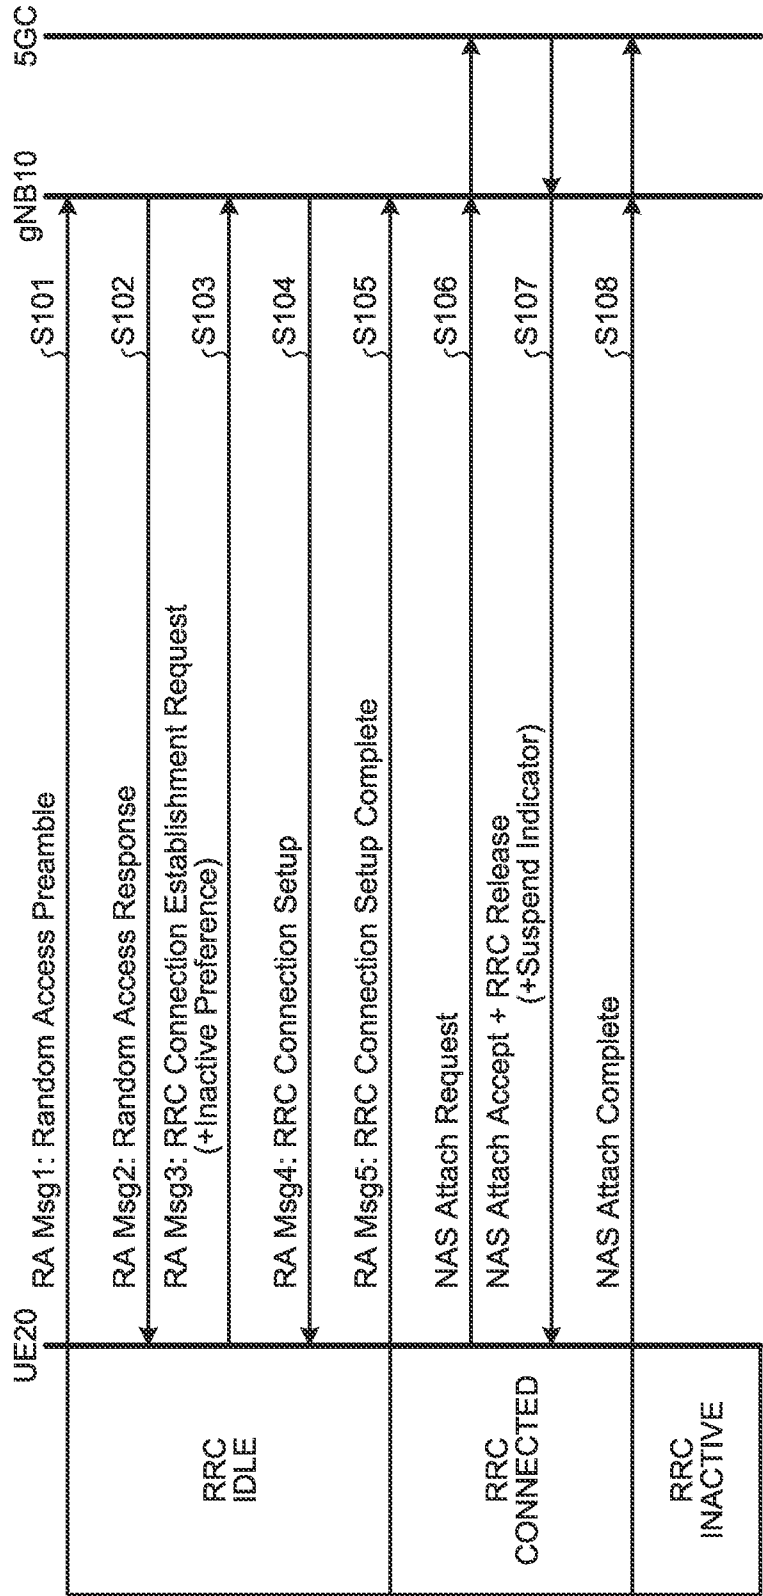 UE20
gNB10
5GC
RA Msg1: Random Access Preamble
S101
RA Msg2: Random Access Response
S102
RA Msg3: RRC Connection Establishment Request
(+Inactive Preference)
S103
RA Msg4: RRC Connection Setup
S104
RA Msg5: RRC Connection Setup Complete
S105
NAS Attach Request
S106
NAS Attach Accept + RRC Release
(+Suspend Indicator)
S107
NAS Attach Complete
S108
RRC
IDLE
RRC
CONNECTED
RRC
INACTIVE